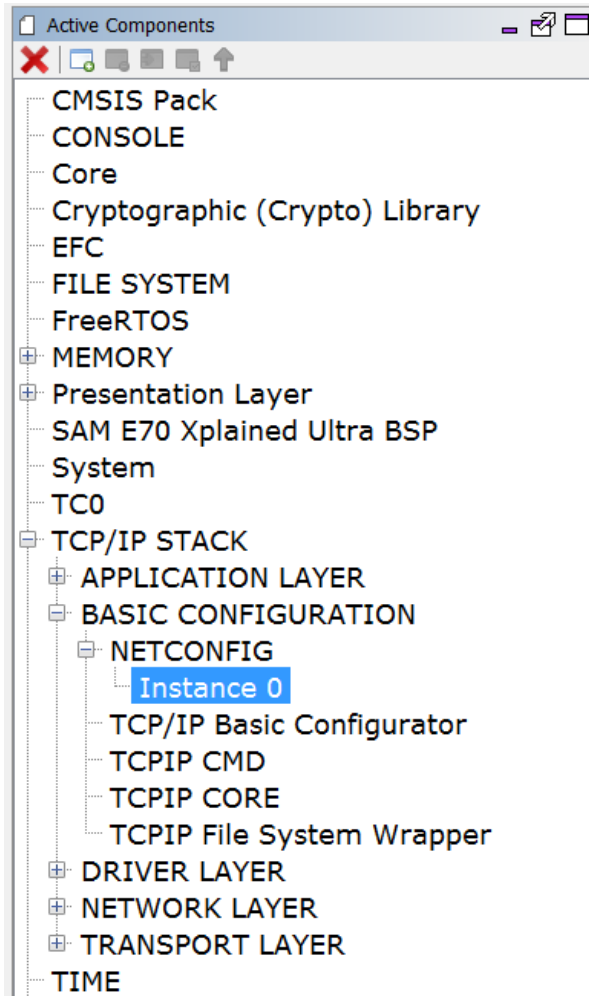 Active Components
CMSIS Pack
CONSOLE
Core
Cryptographic (Crypto) Library
EFC
FILE SYSTEM
FreeRTOS
MEMORY
Presentation Layer
SAM E70 Xplained Ultra BSP
System
TC0
TCP/IP STACK
APPLICATION LAYER
BASIC CONFIGURATION
NETCONFIG
Instance 0
TCP/IP Basic Configurator
TCPIP CMD
TCPIP CORE
TCPIP File System Wrapper
DRIVER LAYER
NETWORK LAYER
TRANSPORT LAYER
TIME